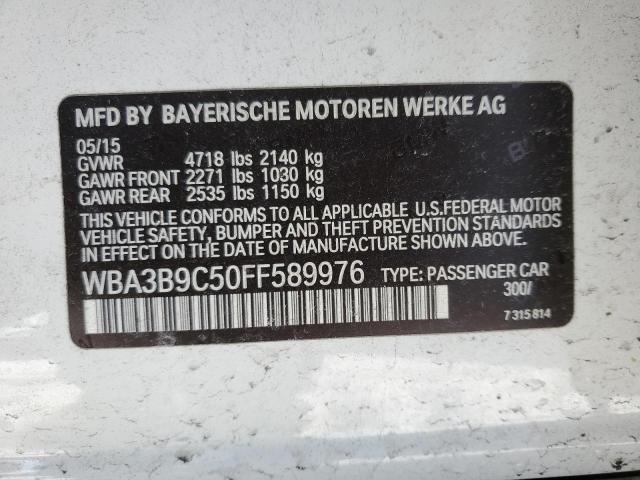 MFD BY BAYERISCHE MOTOREN WERKE AG
05/15
GVWR 4718 lbs 2140 kg
GAWR FRONT 2271 lbs 1030 kg
GAWR REAR 2535 lbs 1150 kg
THIS VEHICLE CONFORMS TO ALL APPLICABLE U.S.FEDERAL MOTOR
VEHICLE SAFETY, BUMPER AND THEFT PREVENTION STANDARDS
IN EFFECT ON THE DATE OF MANUFACTURE SHOWN ABOVE.
WBA3B9C50FF589976 TYPE: PASSENGER CAR
300/
7 315 814